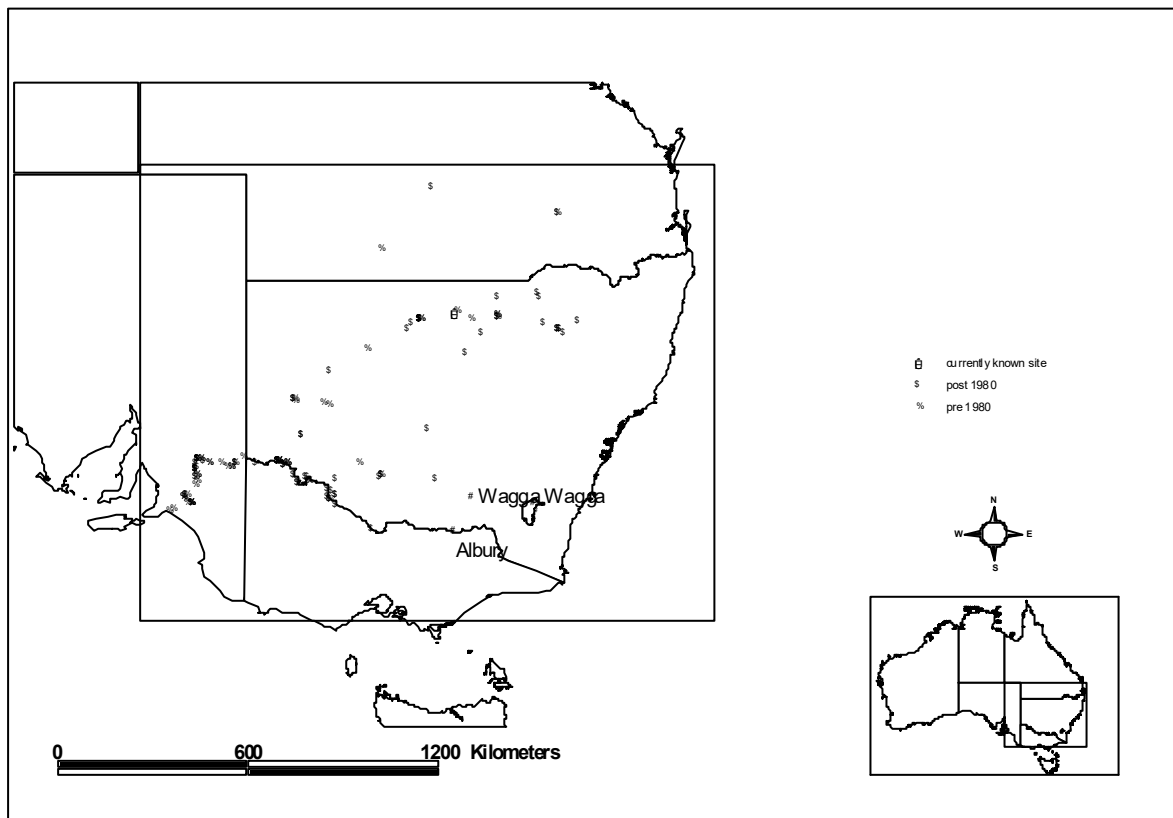 currently known site
$ post 1980
% pre 1980
# Wagga Wagga
Albury
N
W E
S
0 600 1200 Kilometers